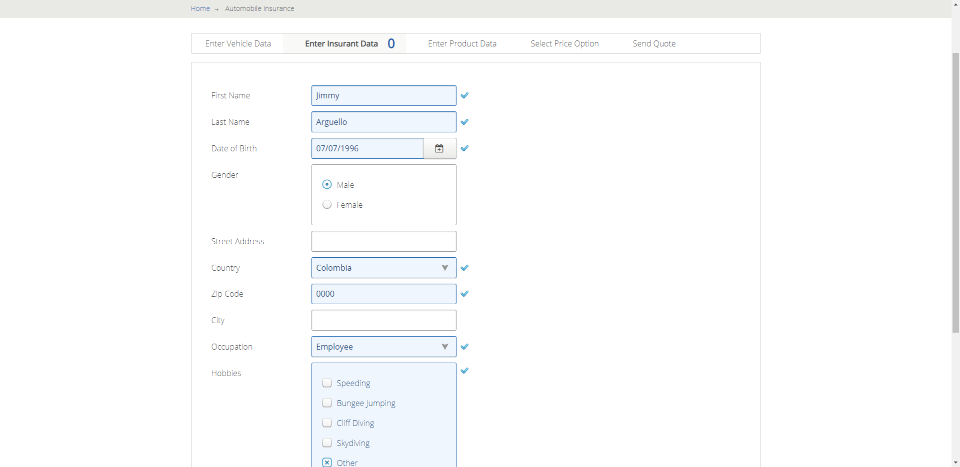 Home → Automobile Insurance
Enter Vehicle Data Enter Insurant Data 0 Enter Product Data Select Price Option Send Quote
First Name Jimmy
Last Name Arguello
Date of Birth 07/07/1996
Gender
Male
Female
Street Address
Country Colombia
Zip Code 0000
City
Occupation Employee
Hobbies
Speeding
Bungee Jumping
Cliff Diving
Skydiving
Other